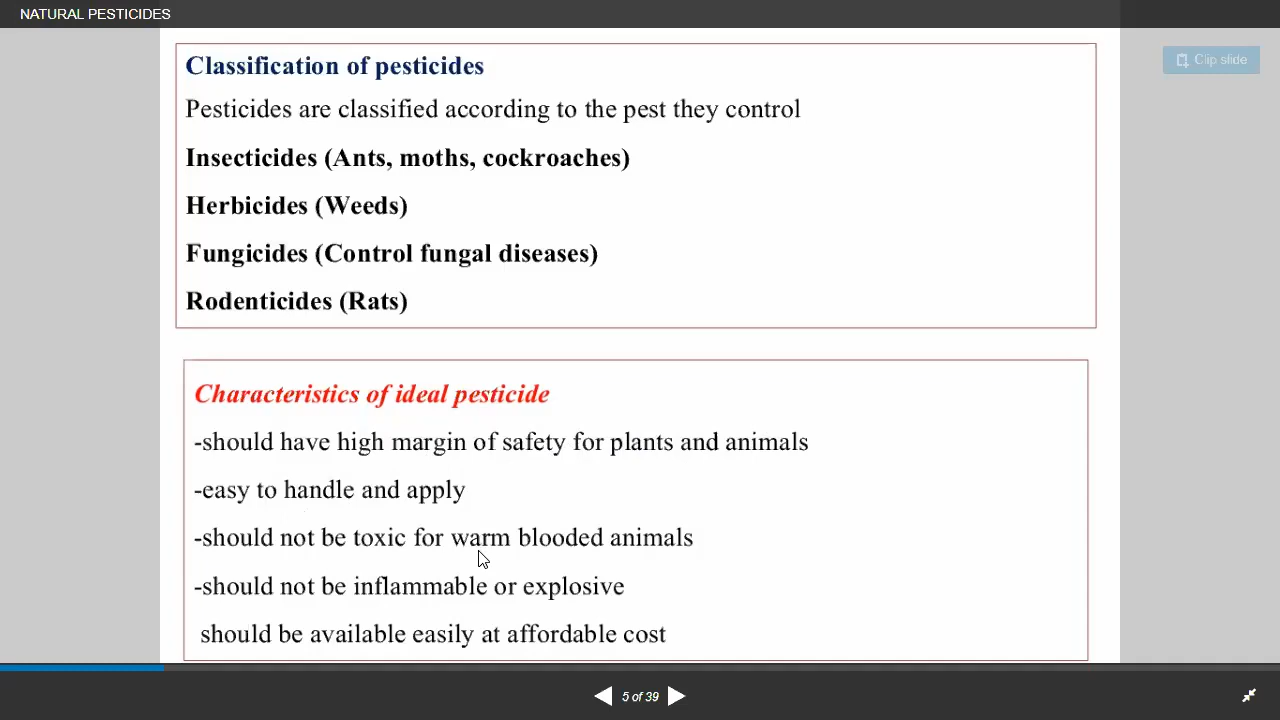 NATURAL PESTICIDES
Clip slide
Classification of pesticides
Pesticides are classified according to the pest they control
Insecticides (Ants, moths, cockroaches)
Herbicides (Weeds)
Fungicides (Control fungal diseases)
Rodenticides (Rats)
Characteristics of ideal pesticide
-should have high margin of safety for plants and animals
-easy to handle and apply
-should not be toxic for warm blooded animals
-should not be inflammable or explosive
should be available easily at affordable cost
5 of 39